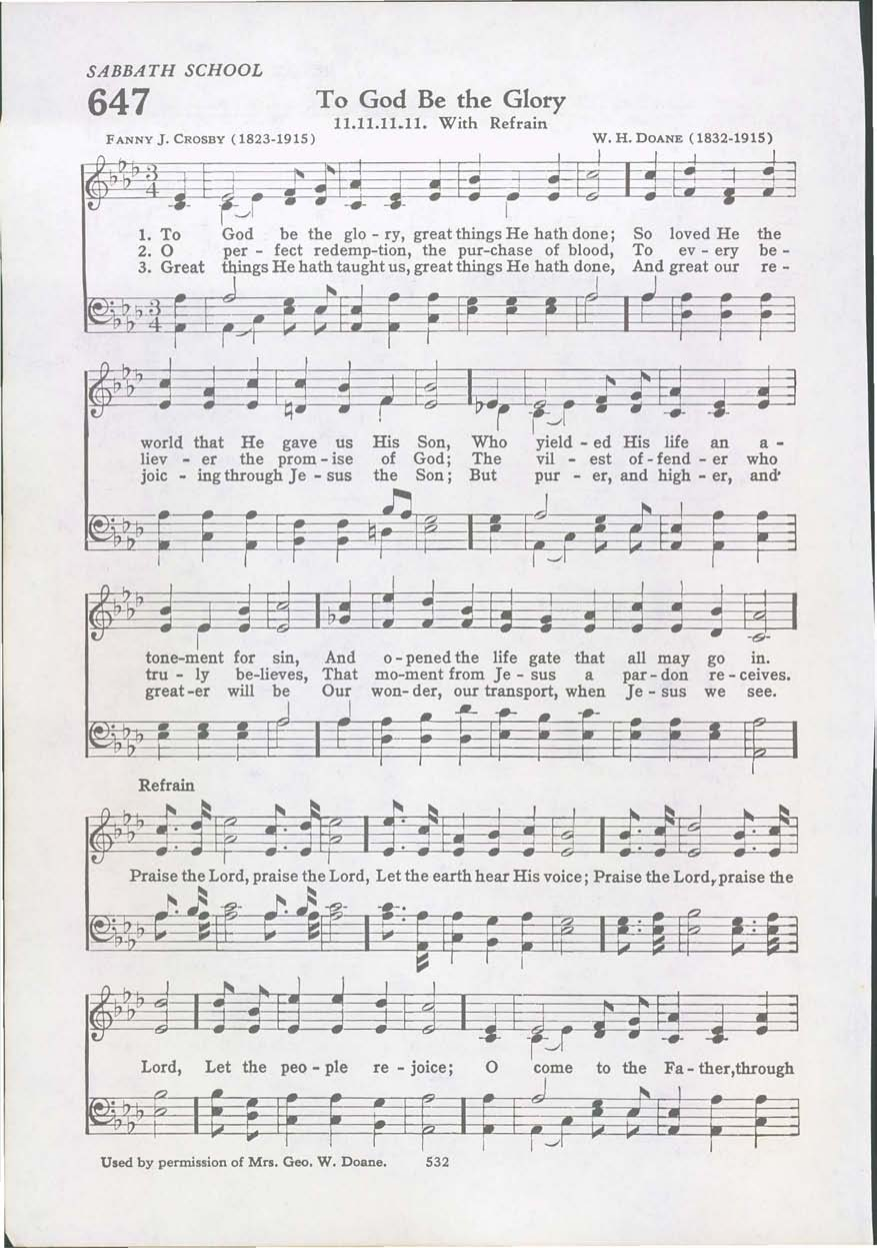 SABBATH SCHOOL
647
To God Be the Glory
11.11.11.11. With Refrain
FANNY J. CROSBY (1823-1915) W. H. DOANE (1832-1915)
3
4
1. To God be the glo - ry, great things He hath done; So loved He the
2. O per - fect redemp-tion, the pur-chase of blood, To ev - ery be -
3. Great things He hath taught us, great things He hath done, And great our re -
3
4
world that He gave us His Son, Who yield - ed His life an a -
liev - er the prom - ise of God; The vil - est of - fend - er who
joic - ing through Je - sus the Son; But pur - er, and high - er, and
tone-ment for sin, And o - pened the life gate that all may go in.
tru - ly be-lieves, That mo-ment from Je - sus a par - don re - ceives.
great-er will be Our won- der, our transport, when Je - sus we see.
Refrain
Praise the Lord, praise the Lord, Let the earth hear His voice; Praise the Lord, praise the
Lord, Let the peo - ple re - joice; O come to the Fa - ther, through
Used by permission of Mrs. Geo. W. Doane. 532